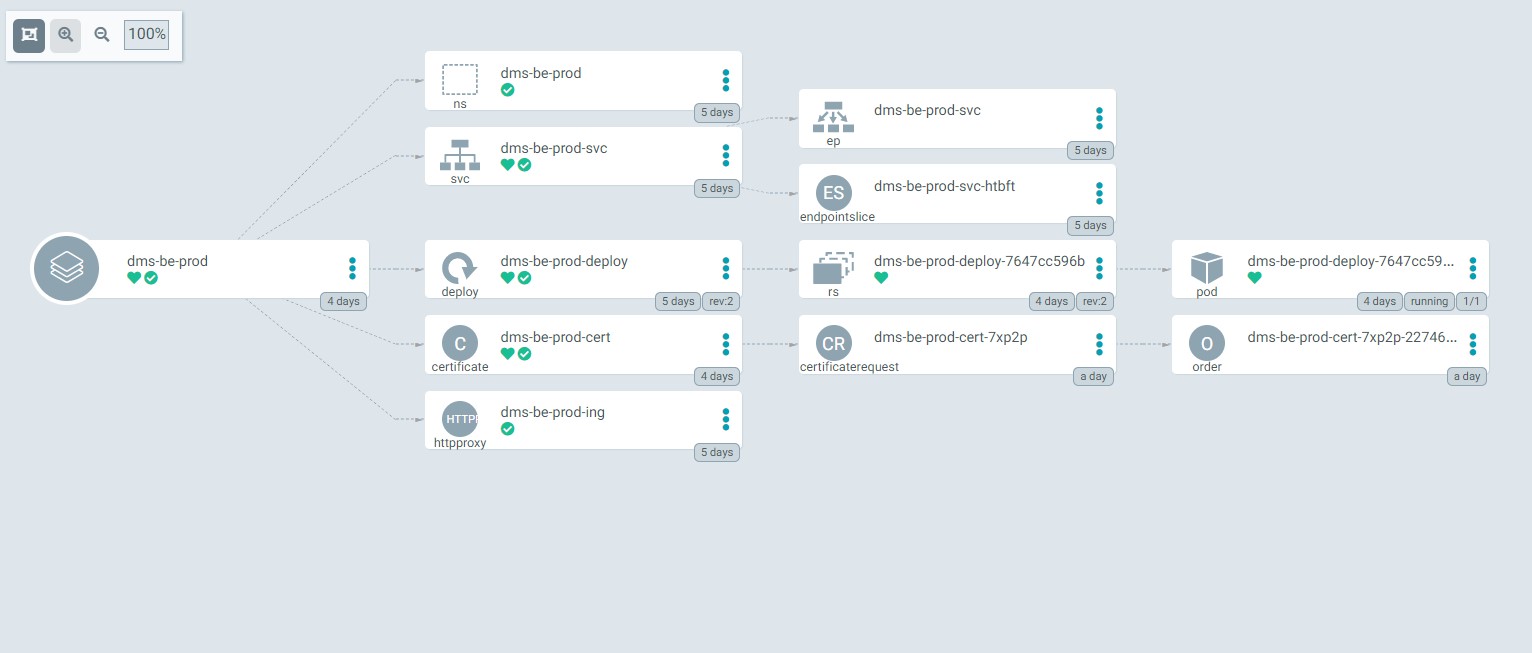 100%
dms-be-prod
4 days
dms-be-prod
ns
5 days
dms-be-prod-svc
svc
5 days
dms-be-prod-svc
ep
5 days
ES
dms-be-prod-svc-htbft
endpointslice
5 days
dms-be-prod-deploy
deploy
5 days rev:2
dms-be-prod-deploy-7647cc596b
rs
4 days rev:2
dms-be-prod-deploy-7647cc59...
pod
4 days running 1/1
C
dms-be-prod-cert
certificate
4 days
CR
dms-be-prod-cert-7xp2p
certificaterequest
a day
O
dms-be-prod-cert-7xp2p-22746...
order
a day
HTTPP
dms-be-prod-ing
httpproxy
5 days